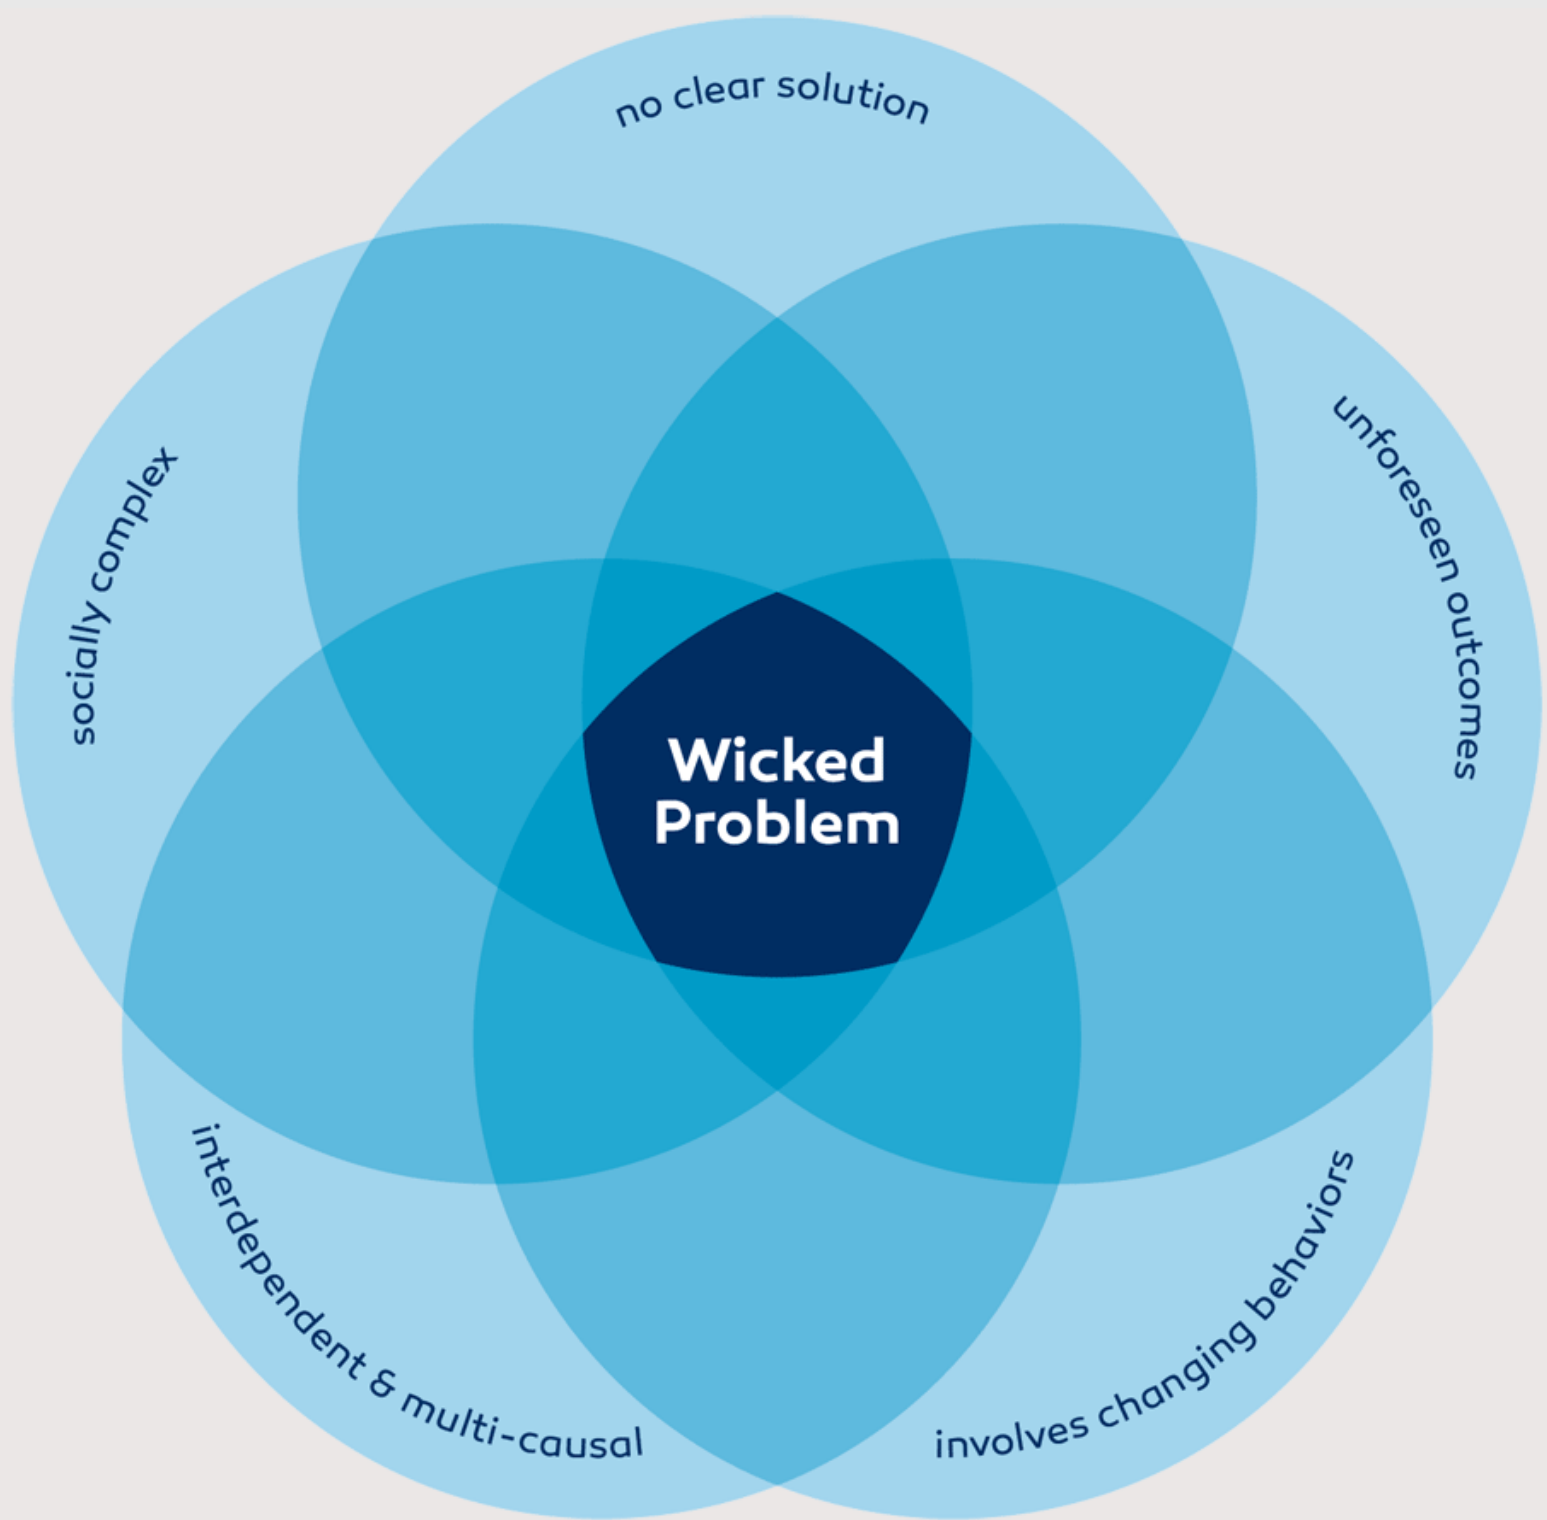 no clear solution
unforeseen outcomes
socially complex
Wicked
Problem
interdependent & multi-causal
involves changing behaviors